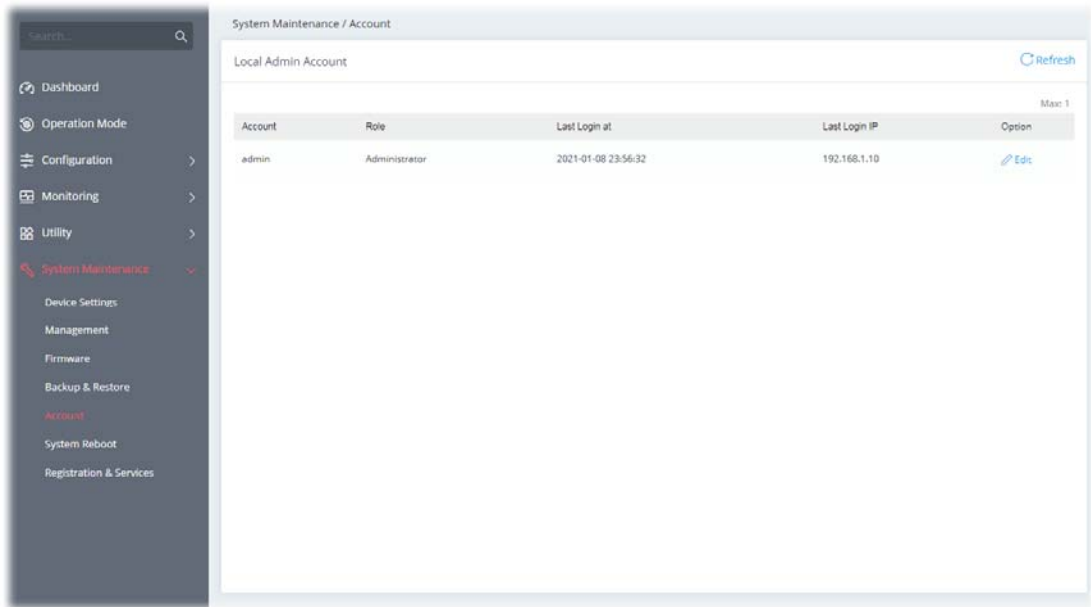 Search...
Dashboard
Operation Mode
Configuration
Monitoring
Utility
System Maintenance
Device Settings
Management
Firmware
Backup & Restore
Account
System Reboot
Registration & Services
System Maintenance / Account
Local Admin Account
Refresh
Max: 1
Account Role Last Login at Last Login IP Option
admin Administrator 2021-01-08 23:56:32 192.168.1.10 Edit